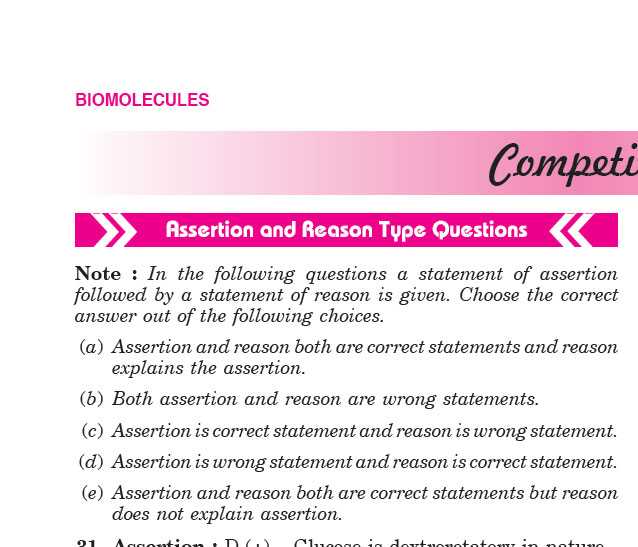 BIOMOLECULES
Competi
Assertion and Reason Type Questions
Note : In the following questions a statement of assertion
followed by a statement of reason is given. Choose the correct
answer out of the following choices.
(a) Assertion and reason both are correct statements and reason
explains the assertion.
(b) Both assertion and reason are wrong statements.
(c) Assertion is correct statement and reason is wrong statement.
(d) Assertion is wrong statement and reason is correct statement.
(e) Assertion and reason both are correct statements but reason
does not explain assertion.
31. Assertion : D (+) – Glucose is dextrorotatory in nature.